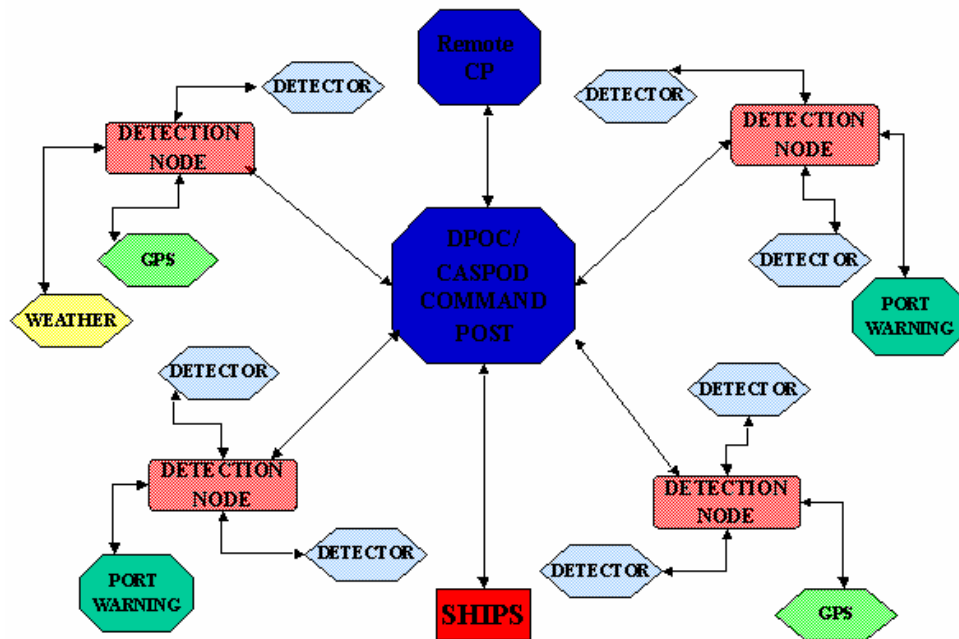 Remote
CP
DETECTOR
DETECTOR
DETECTION
NODE
DETECTION
NODE
DPOC/
CASPOD
COMMAND
POST
GPS
DETECTOR
WEATHER
PORT
WARNING
DETECTOR
DETECTOR
DETECTION
NODE
DETECTION
NODE
DETECTOR
DETECTOR
PORT
WARNING
SHIPS
GPS